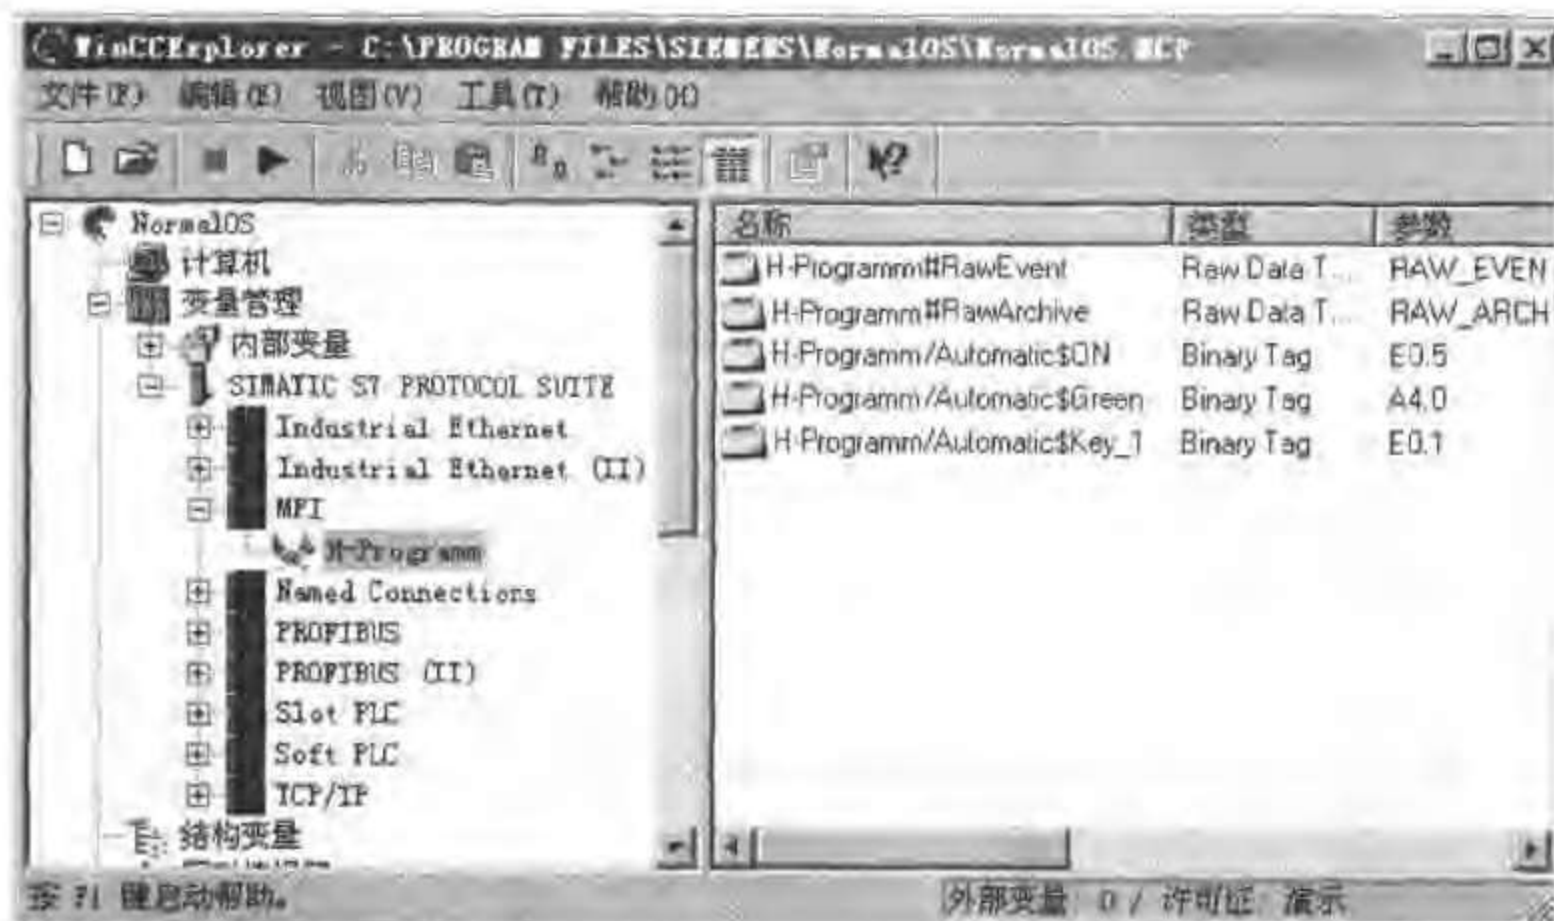 WinCCExplorer - C:\PROGRAM FILES\SIEMENS\NormalOS\NormalOS.MCP
文件(F) 编辑(E) 视图(V) 工具(T) 帮助(H)
NormalOS
计算机
变量管理
内部变量
SIMATIC S7 PROTOCOL SUITE
Industrial Ethernet
Industrial Ethernet (II)
MPI
H-Programm
Named Connections
PROFIBUS
PROFIBUS (II)
Slot PLC
Soft PLC
TCP/IP
结构变量
名称 类型 参数
H-Programm#RawEvent Raw Data T... RAW_EVEN
H-Programm#RawArchive Raw Data T... RAW_ARCH
H-Programm/Automatic$ON Binary Tag E0.5
H-Programm/Automatic$Green Binary Tag A4.0
H-Programm/Automatic$Key_1 Binary Tag E0.1
按 F1 键启动帮助。
外部变量: 0 / 许可证: 演示